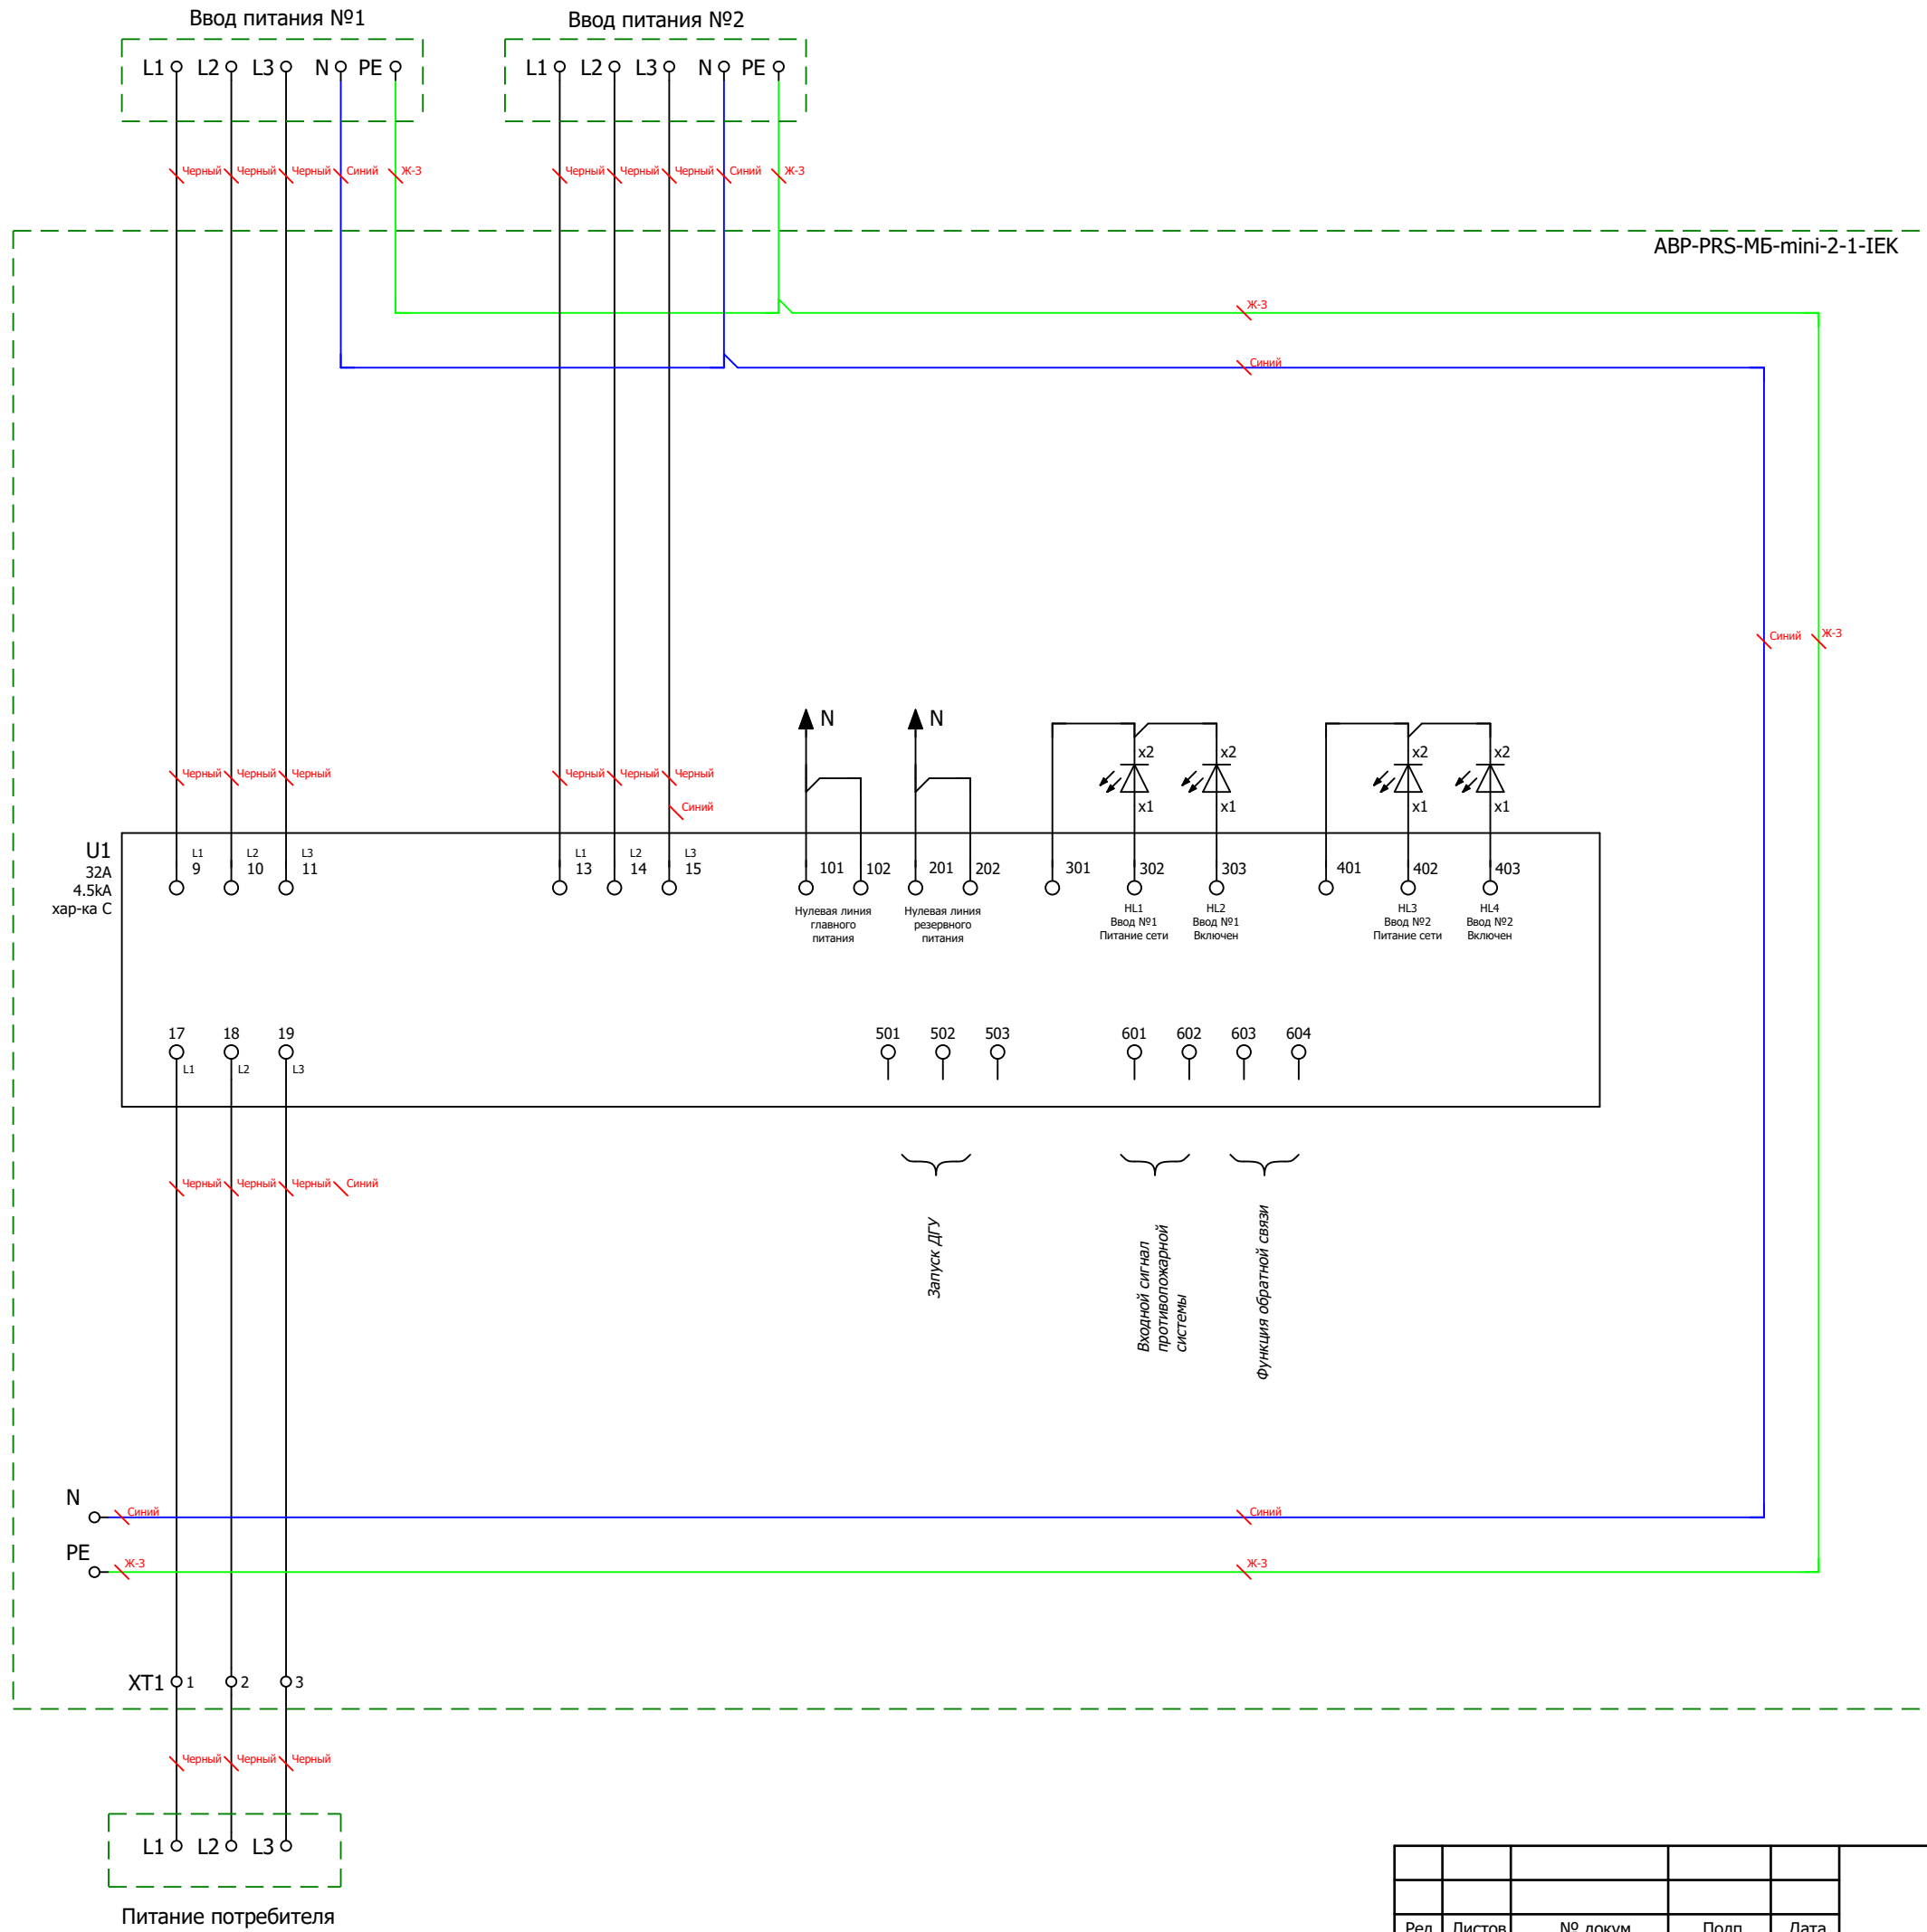 Ввод питания №1
Ввод питания №2
L1 L2 L3 N PE
L1 L2 L3 N PE
Черный Черный Черный Синий Ж-З
Черный Черный Черный Синий Ж-З
АВР-PRS-МБ-mini-2-1-IEK
Ж-З
Синий
Синий Ж-З
N N
x2 x2 x2 x2
Черный Черный Черный
Черный Черный Черный
x1 x1 x1 x1
Синий
U1
32А
4.5kA
хар-ка С
L1 L2 L3
9 10 11
L1 L2 L3
13 14 15
101 102 201 202 301 302 303 401 402 403
Нулевая линия
главного
питания
Нулевая линия
резервного
питания
HL1
Ввод №1
Питание сети
HL2
Ввод №1
Включен
HL3
Ввод №2
Питание сети
HL4
Ввод №2
Включен
17 18 19
501 502 503 601 602 603 604
L1 L2 L3
Черный Черный Черный Синий
Запуск ДГУ
Входной сигнал
противопожарной
системы
Функция обратной связи
N
Синий Синий
PE
Ж-З Ж-З
XT1 1 2 3
Черный Черный Черный
L1 L2 L3
Питание потребителя
Ред Листов № докум. Подп. Дата